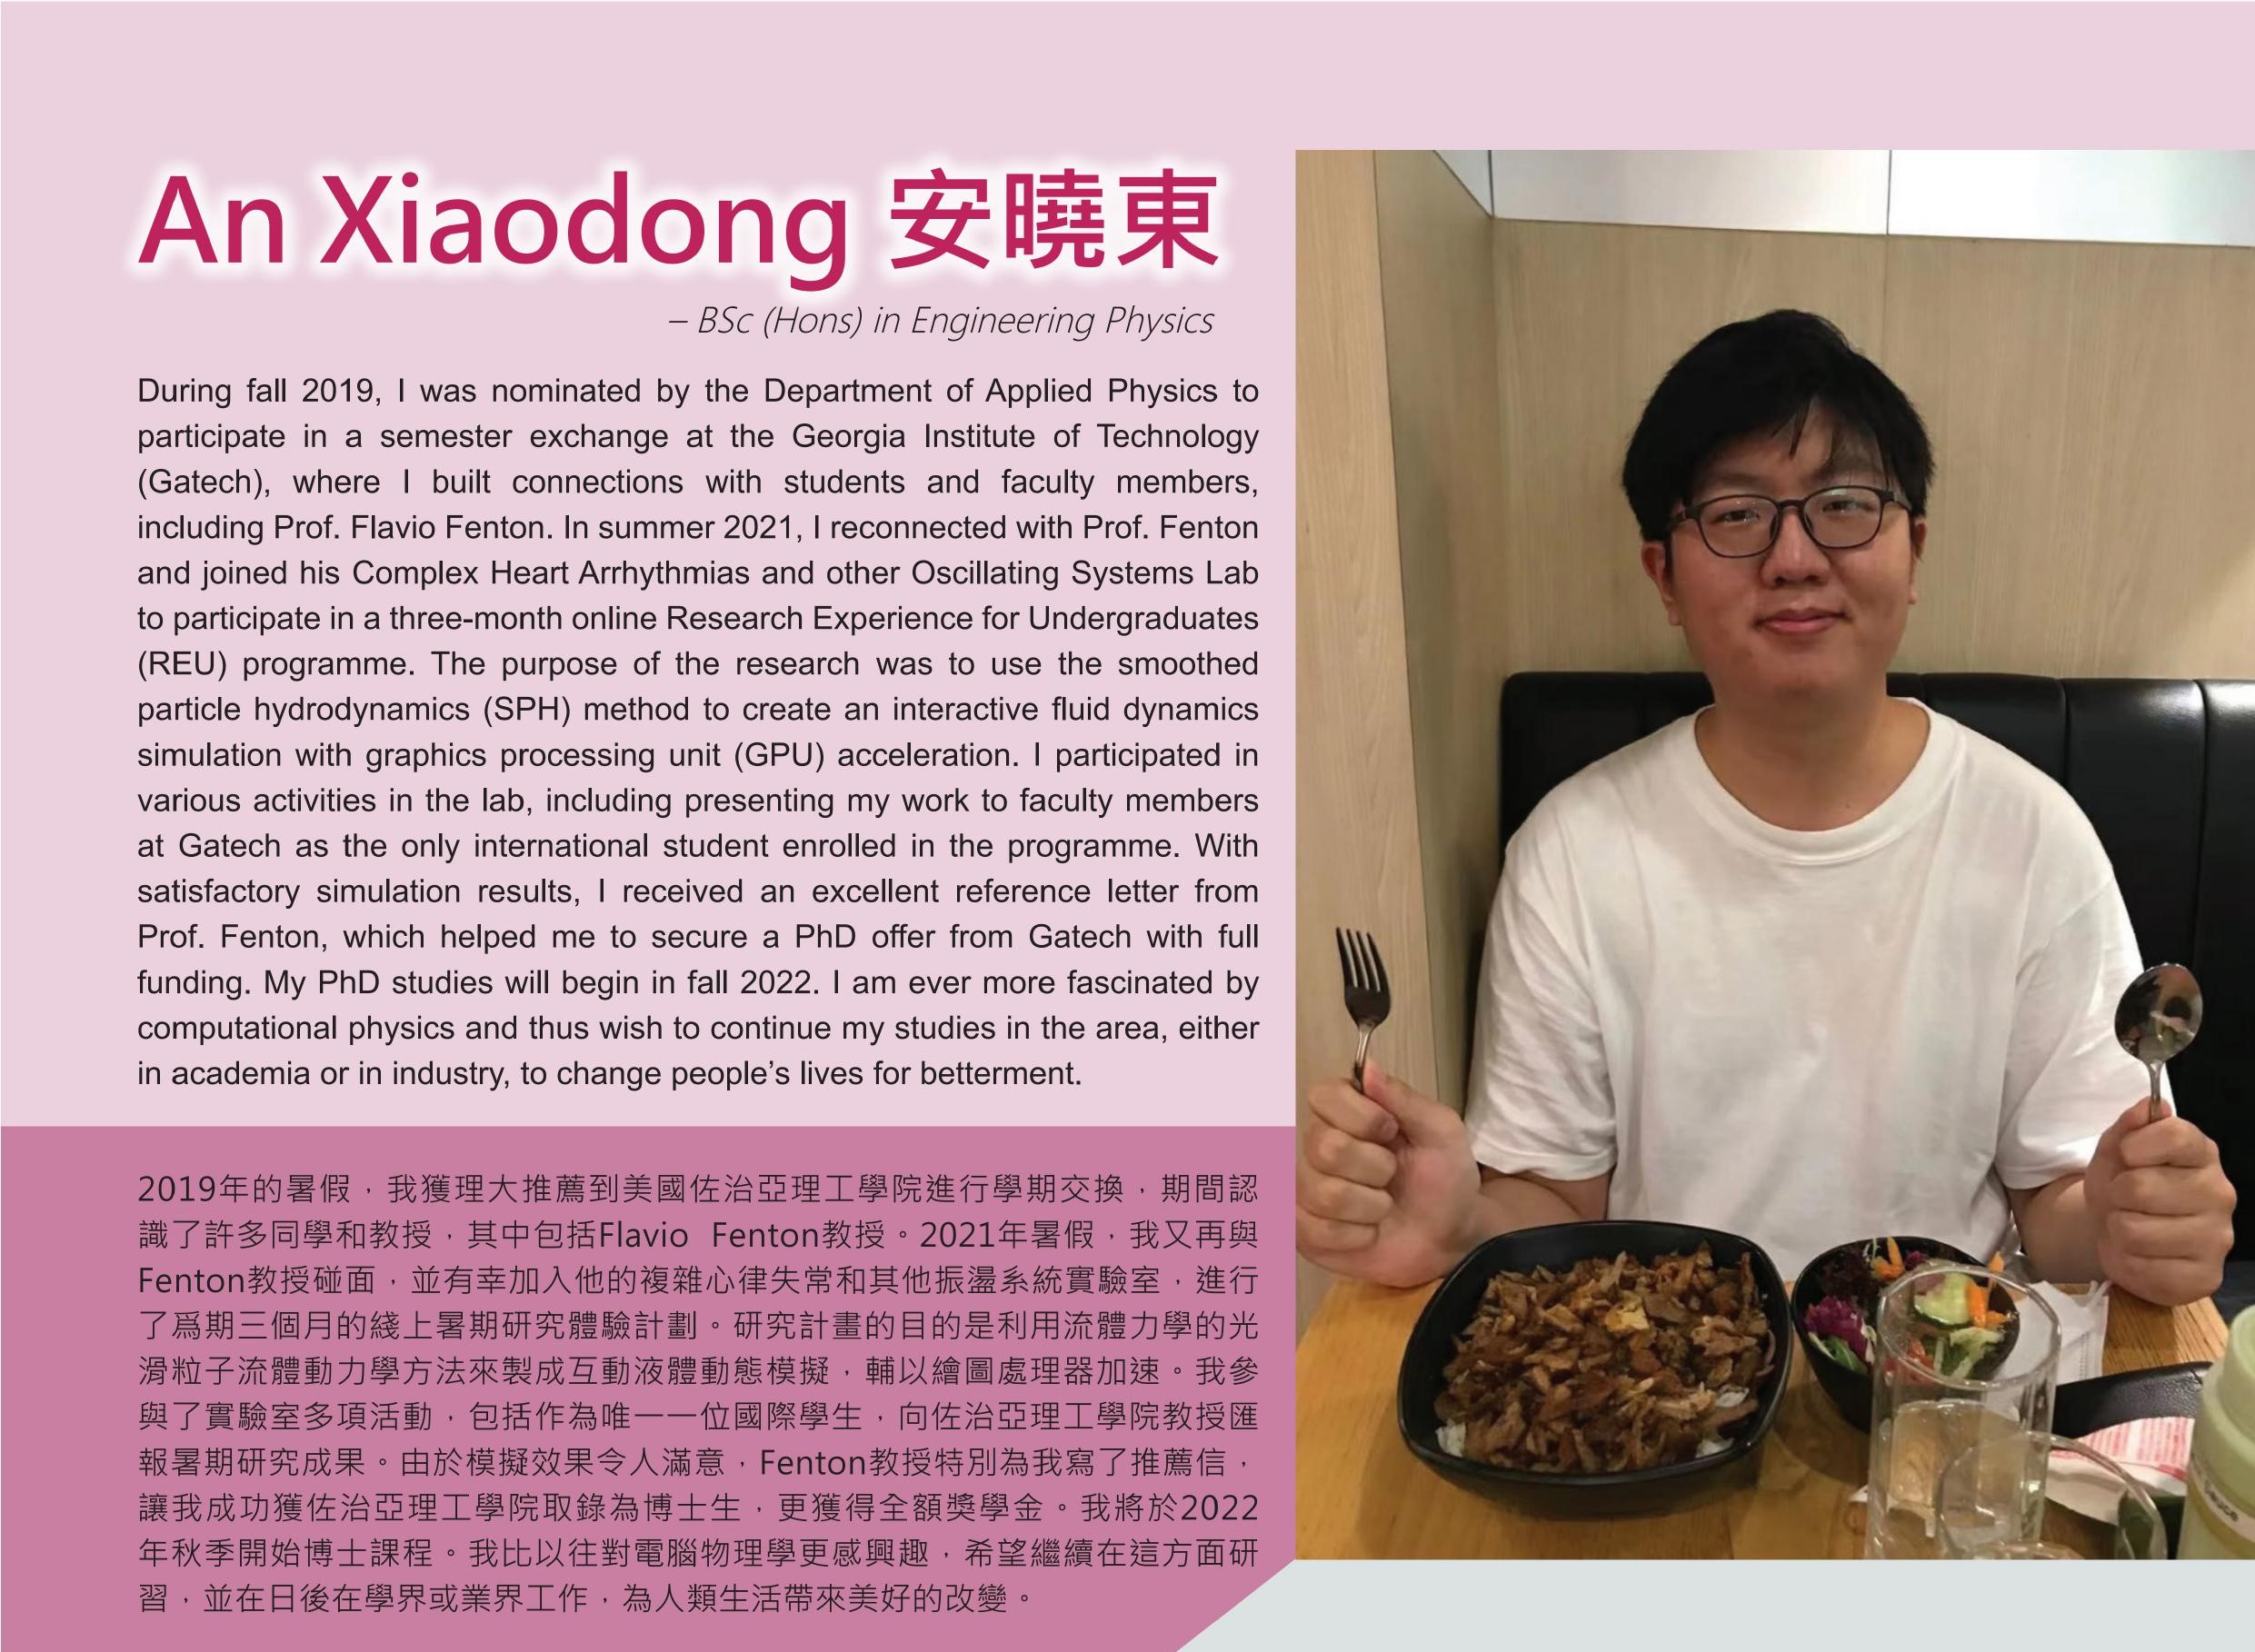 An Xiaodong 安曉東
– BSc (Hons) in Engineering Physics
During fall 2019, I was nominated by the Department of Applied Physics to
participate in a semester exchange at the Georgia Institute of Technology
(Gatech), where I built connections with students and faculty members,
including Prof. Flavio Fenton. In summer 2021, I reconnected with Prof. Fenton
and joined his Complex Heart Arrhythmias and other Oscillating Systems Lab
to participate in a three-month online Research Experience for Undergraduates
(REU) programme. The purpose of the research was to use the smoothed
particle hydrodynamics (SPH) method to create an interactive fluid dynamics
simulation with graphics processing unit (GPU) acceleration. I participated in
various activities in the lab, including presenting my work to faculty members
at Gatech as the only international student enrolled in the programme. With
satisfactory simulation results, I received an excellent reference letter from
Prof. Fenton, which helped me to secure a PhD offer from Gatech with full
funding. My PhD studies will begin in fall 2022. I am ever more fascinated by
computational physics and thus wish to continue my studies in the area, either
in academia or in industry, to change people’s lives for betterment.
2019年的暑假，我獲理大推薦到美國佐治亞理工學院進行學期交換，期間認
識了許多同學和教授，其中包括Flavio Fenton教授。2021年暑假，我又再與
Fenton教授碰面，並有幸加入他的複雜心律失常和其他振盪系統實驗室，進行
了爲期三個月的綫上暑期研究體驗計劃。研究計畫的目的是利用流體力學的光
滑粒子流體動力學方法來製成互動液體動態模擬，輔以繪圖處理器加速。我參
與了實驗室多項活動，包括作為唯一一位國際學生，向佐治亞理工學院教授匯
報暑期研究成果。由於模擬效果令人滿意，Fenton教授特別為我寫了推薦信，
讓我成功獲佐治亞理工學院取錄為博士生，更獲得全額獎學金。我將於2022
年秋季開始博士課程。我比以往對電腦物理學更感興趣，希望繼續在這方面研
習，並在日後在學界或業界工作，為人類生活帶來美好的改變。